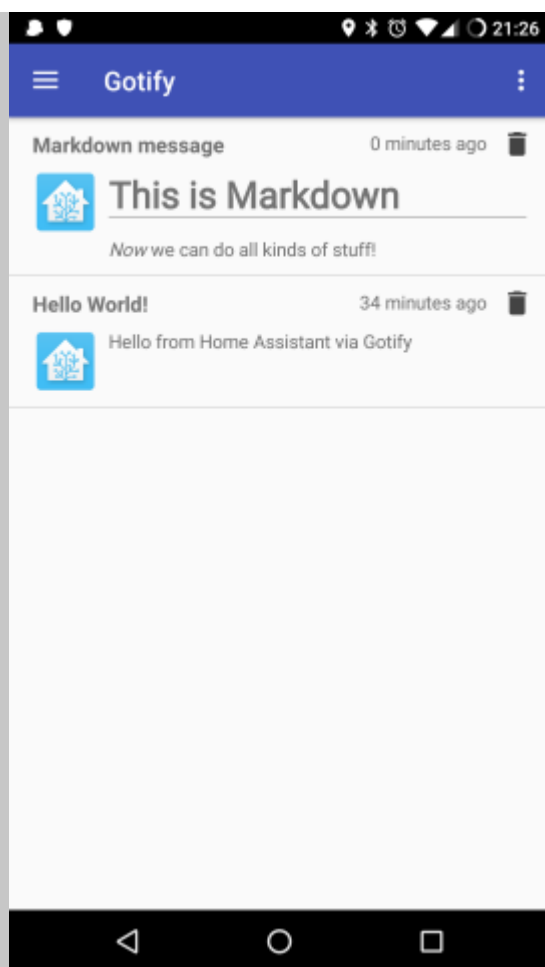 21:26
Gotify
Markdown message 0 minutes ago
This is Markdown
Now we can do all kinds of stuff!
Hello World! 34 minutes ago
Hello from Home Assistant via Gotify